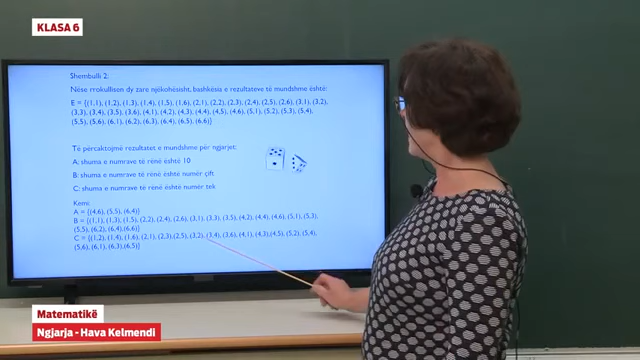 KLASA 6
Shembulli 2:
Nëse rrokullison dy zare njëkohësisht, bashkësia e rezultateve të mundshme është:
E = {(1,1), (1,2), (1,3), (1,4), (1,5), (1,6), (2,1), (2,2), (2,3), (2,4), (2,5), (2,6), (3,1), (3,2),
(3,3), (3,4), (3,5), (3,6), (4,1), (4,2), (4,3), (4,4), (4,5), (4,6), (5,1), (5,2), (5,3), (5,4),
(5,5), (5,6), (6,1), (6,2), (6,3), (6,4), (6,5), (6,6)}
Të përcaktojmë rezultatet e mundshme për ngjarjet:
A: shuma e numrave të rënë është 10
B: shuma e numrave të rënë është numër çift
C: shuma e numrave të rënë është numër tek
Kemi:
A = {(4,6), (5,5), (6,4)}
B = {(1,1), (1,3), (1,5), (2,2), (2,4), (2,6), (3,1), (3,3), (3,5), (4,2), (4,4), (4,6), (5,1), (5,3),
(5,5), (6,2), (6,4), (6,6)}
C = {(1,2), (1,4), (1,6), (2,1), (2,3), (2,5), (3,2), (3,4), (3,6), (4,1), (4,3), (4,5), (5,2), (5,4),
(5,6), (6,1), (6,3), (6,5)}
Matematikë
Ngjarja - Hava Kelmendi